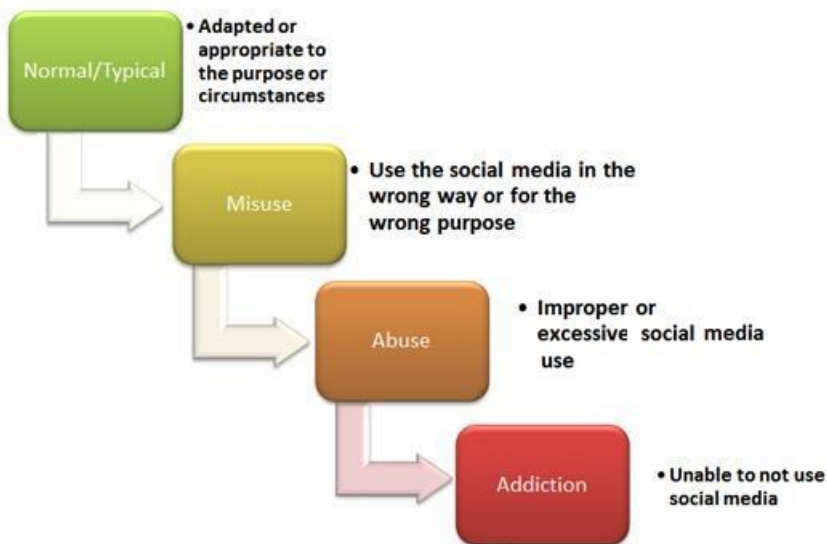 Normal/Typical
• Adapted or
appropriate to
the purpose or
circumstances
Misuse
• Use the social media in the
wrong way or for the
wrong purpose
Abuse
• Improper or
excessive social media
use
Addiction
• Unable to not use
social media